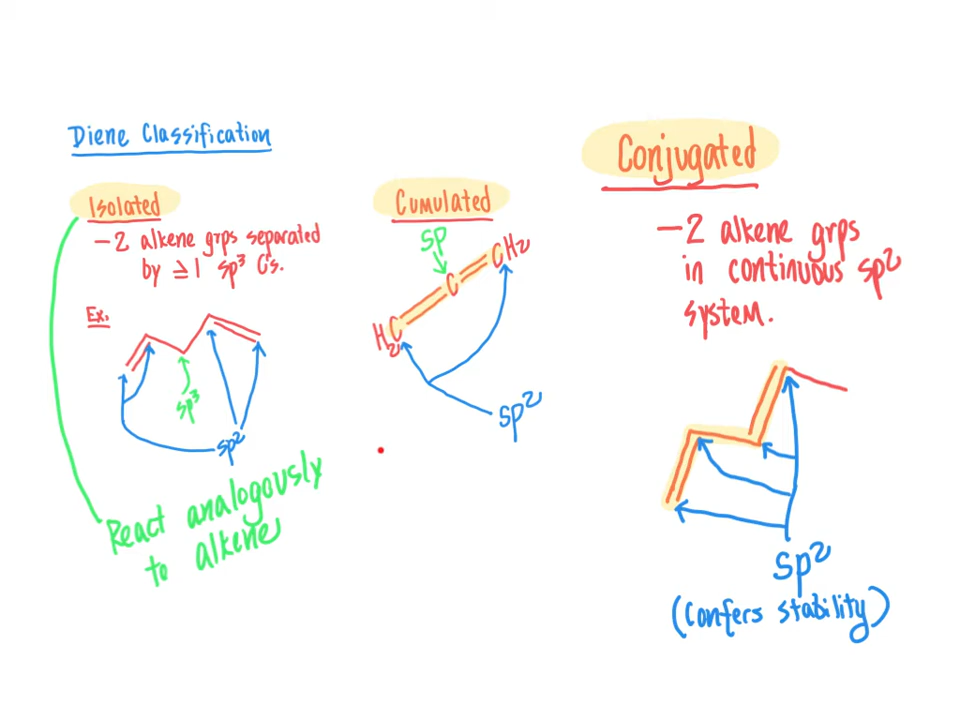 Diene Classification
Isolated
-2 alkene grps separated
by ≥1 sp³ C's.
Ex.
sp³
sp²
React analogously
to alkene
Cumulated
sp
CH₂
C
H₂C
sp²
Conjugated
-2 alkene grps
in continuous sp²
system.
sp²
(Confers stability)